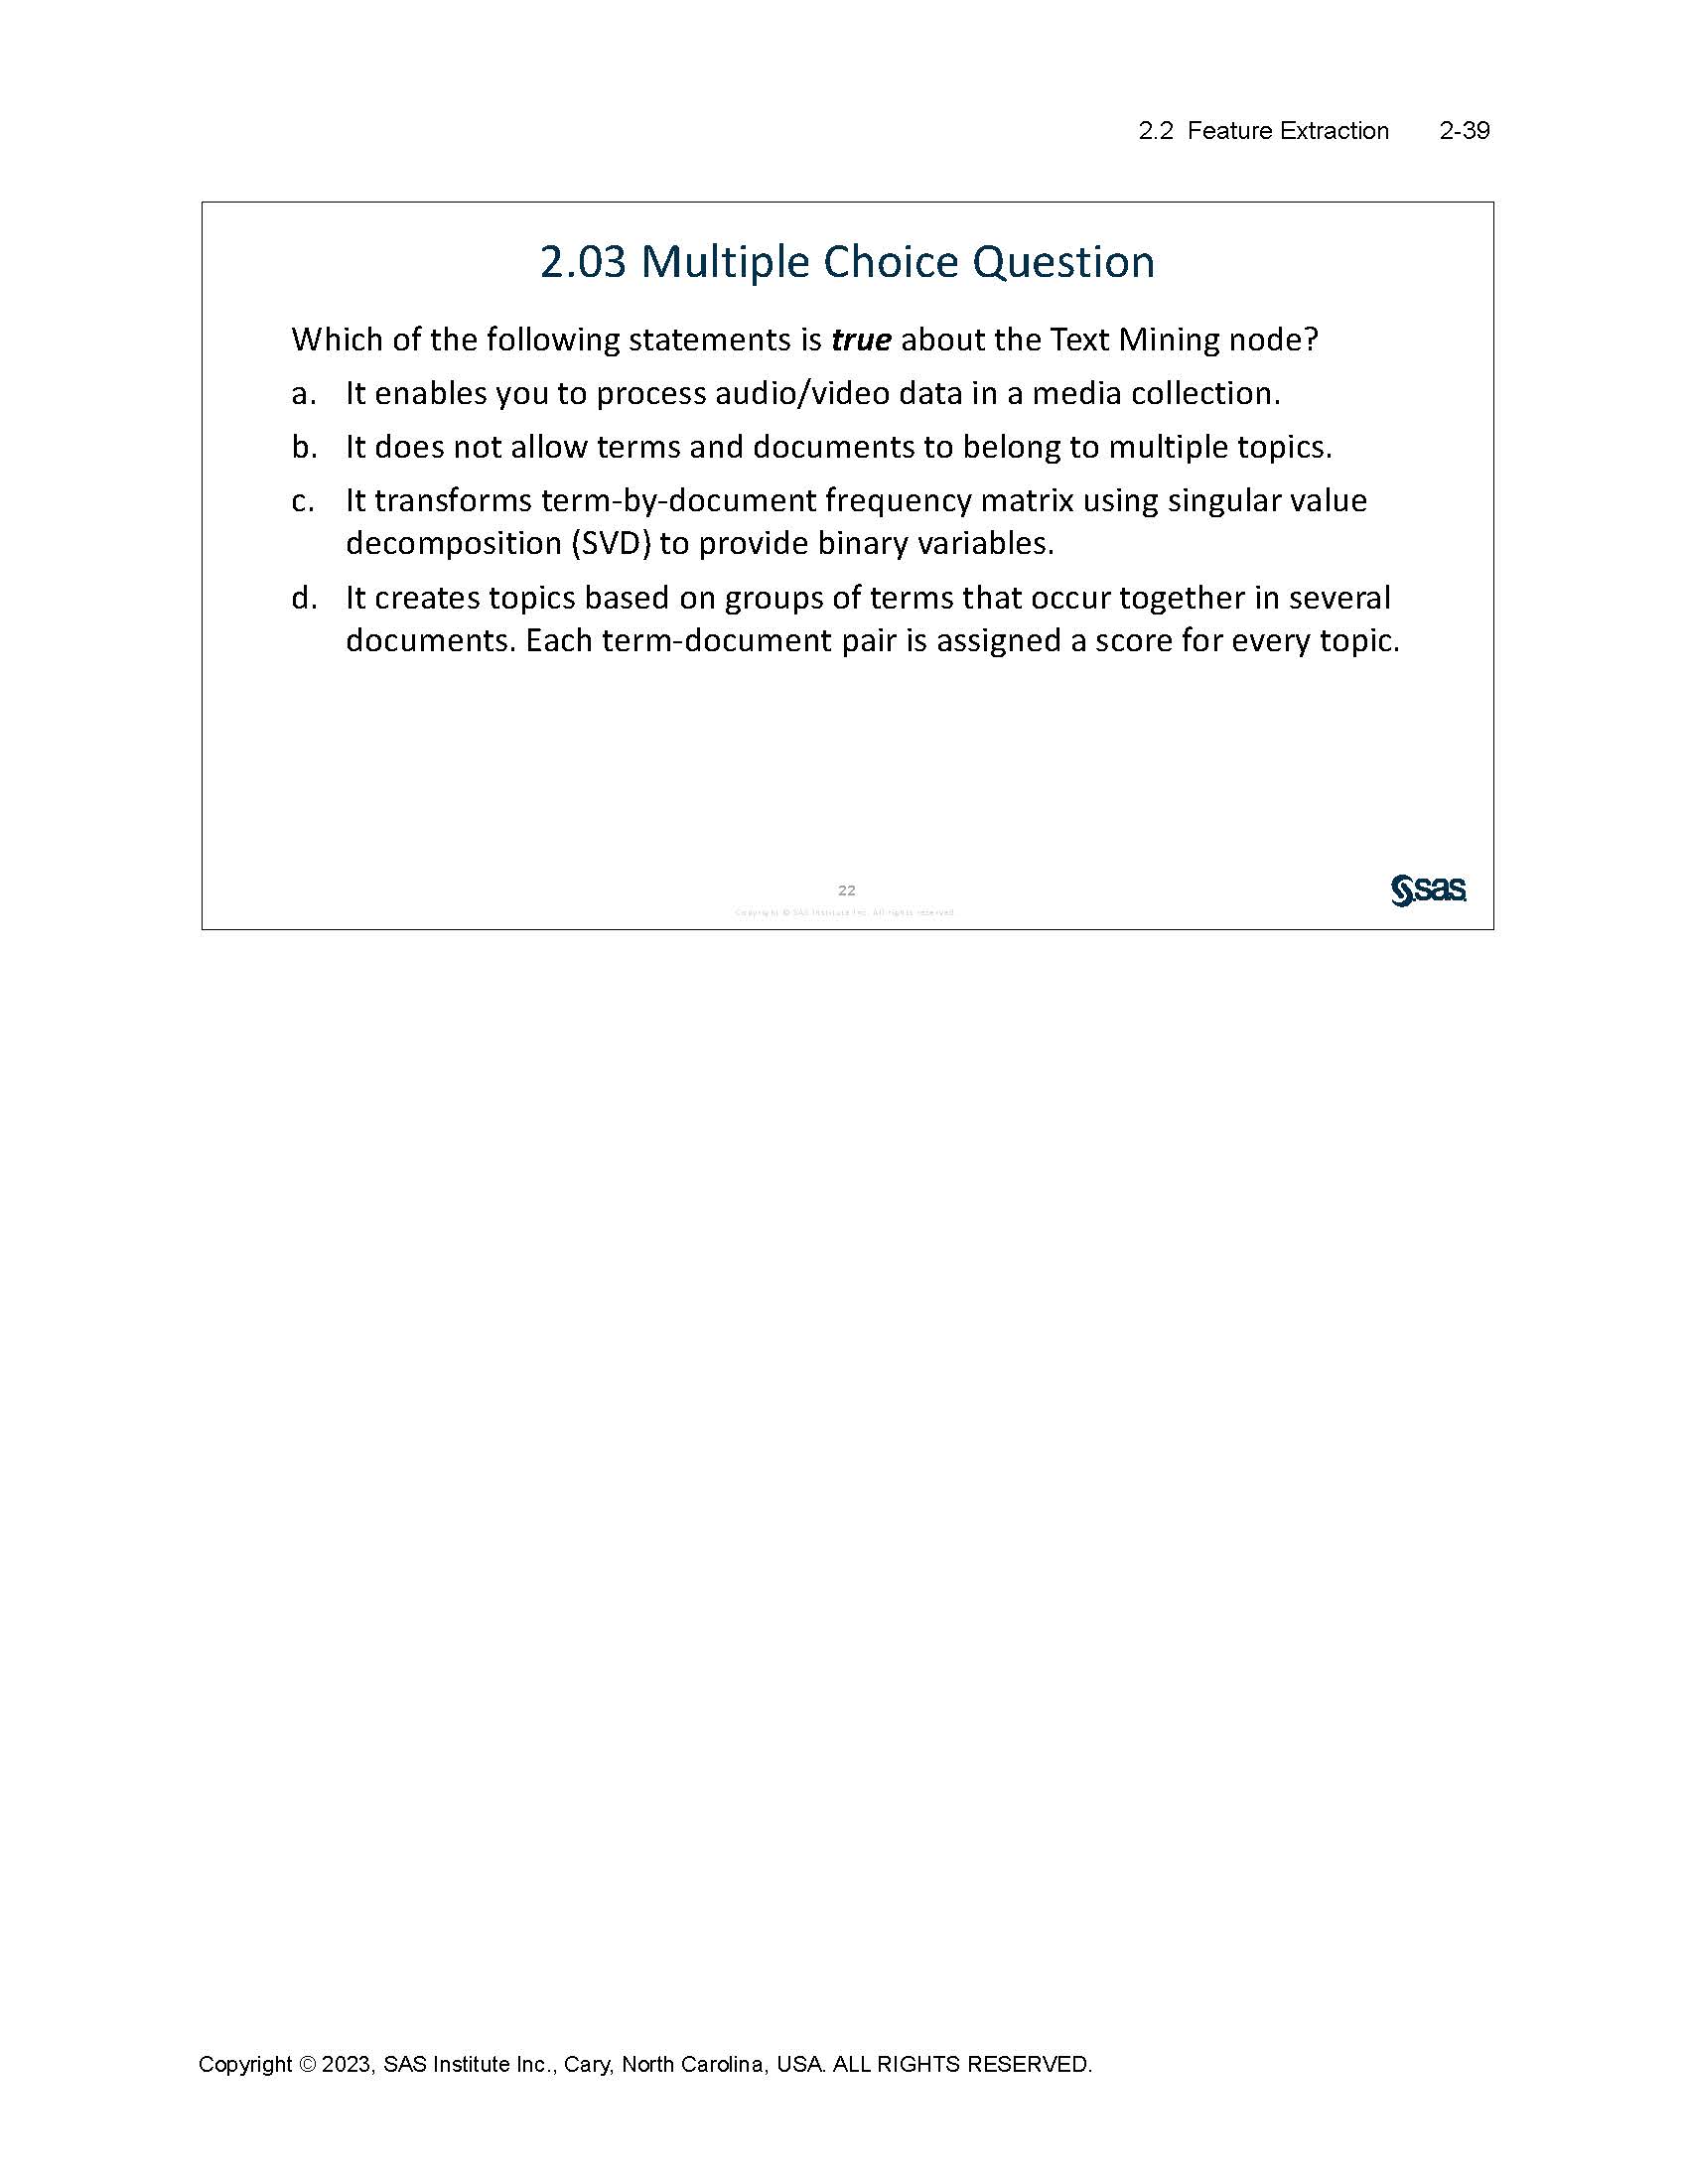 2.2 Feature Extraction 2-39
2.03 Multiple Choice Question
Which of the following statements is true about the Text Mining node?
a. It enables you to process audio/video data in a media collection.
b. It does not allow terms and documents to belong to multiple topics.
c. It transforms term-by-document frequency matrix using singular value
decomposition (SVD) to provide binary variables.
d. It creates topics based on groups of terms that occur together in several
documents. Each term-document pair is assigned a score for every topic.
22
Copyright © SAS Institute Inc. All rights reserved.
sas
Copyright © 2023, SAS Institute Inc., Cary, North Carolina, USA. ALL RIGHTS RESERVED.